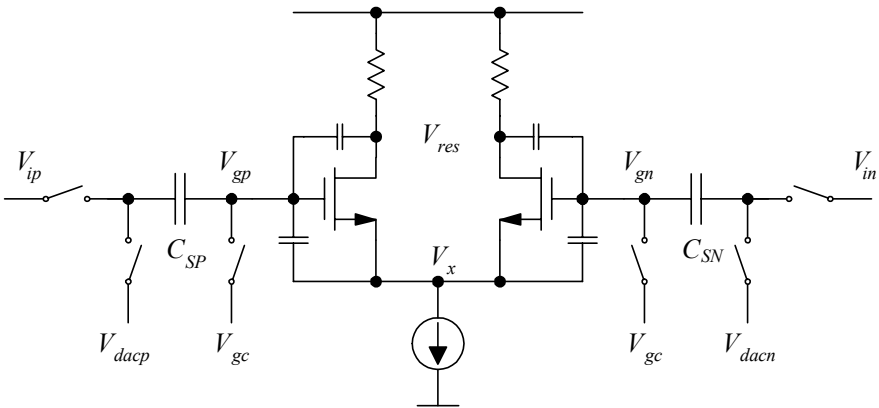 V_res
V_ip
V_gp
V_gn
V_in
C_SP
V_x
C_SN
V_dacp
V_gc
V_gc
V_dacn